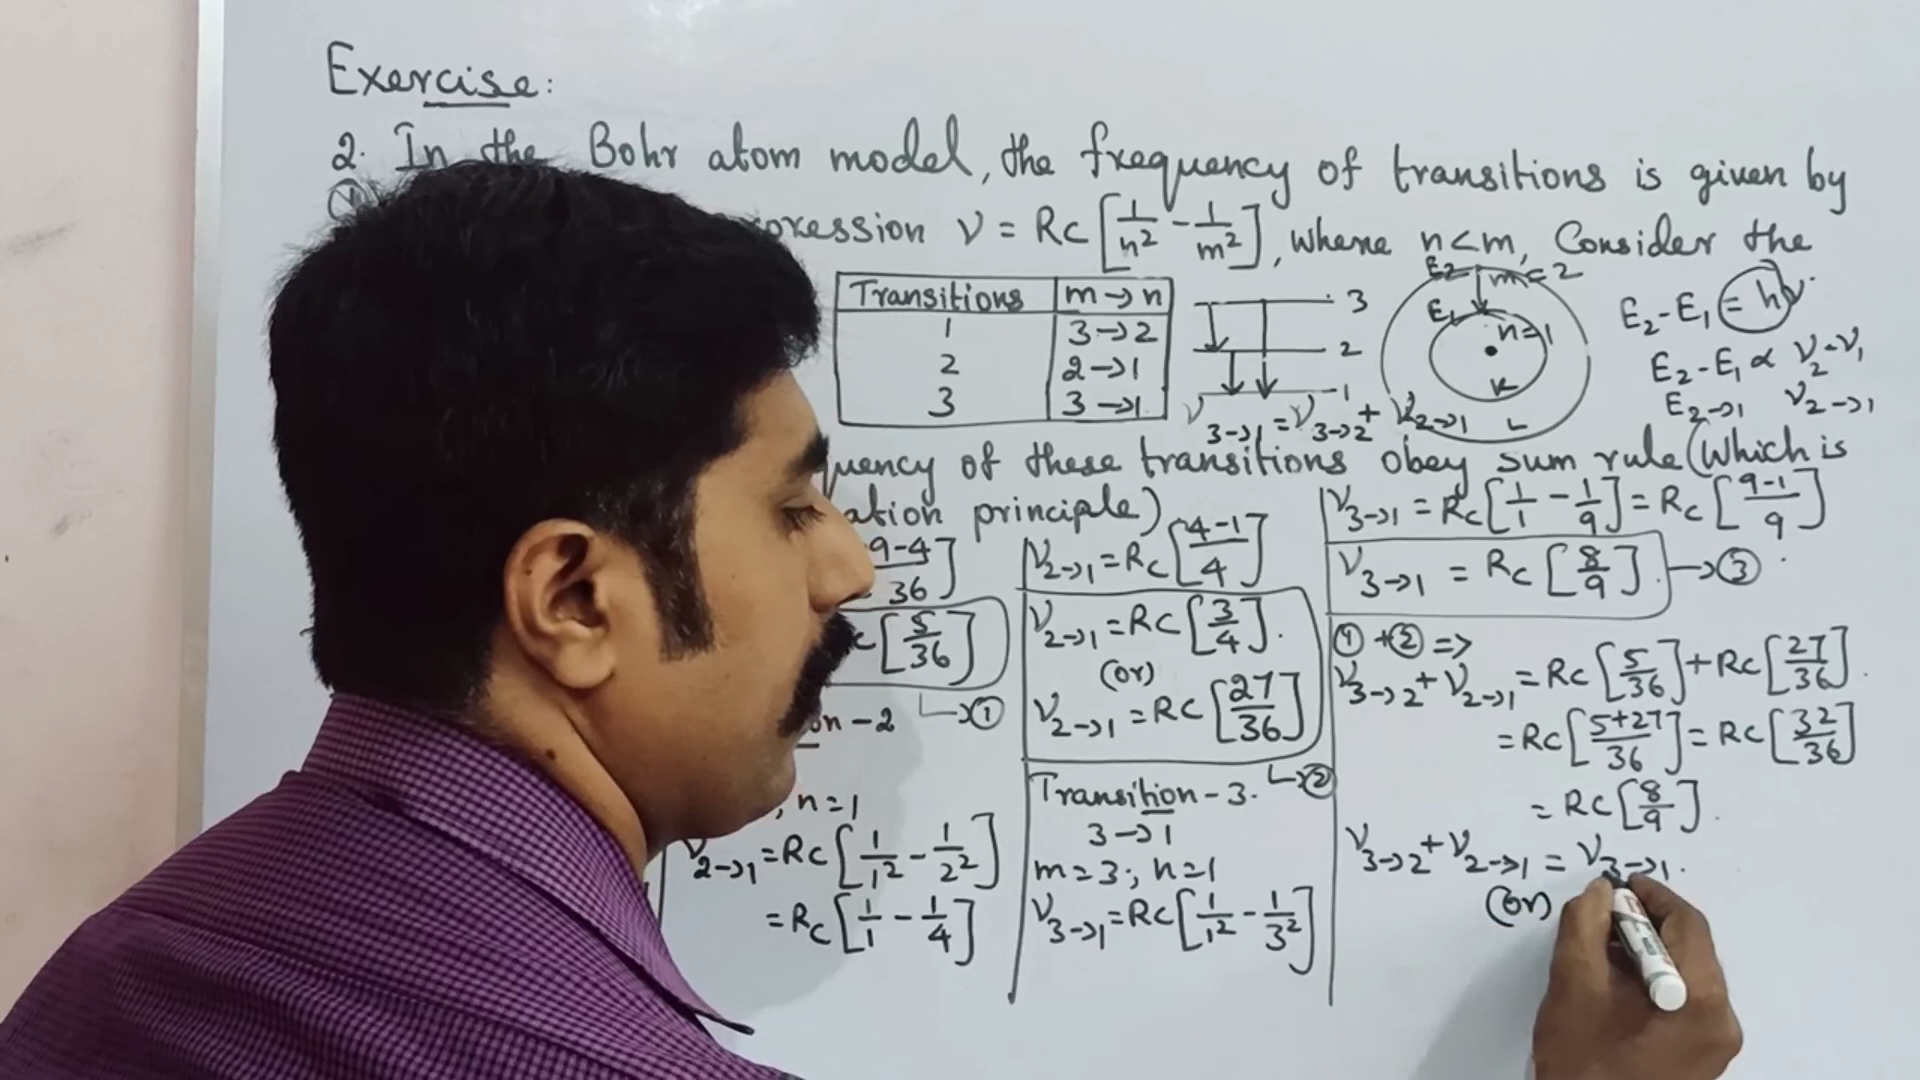 Exercise:
2. In the Bohr atom model, the frequency of transitions is given by
expression ν = Rc [1/n² - 1/m²], where n<m, Consider the
Transitions | m→n
1 | 3→2
2 | 2→1
3 | 3→1
3
2
1
ν3→1 = ν3→2 + ν2→1
E2 m=2
E1 n=1
K
L
E2-E1 = hν
E2-E1 α ν2-ν1
E2→1 ν2→1
quency of these transitions obey sum rule (Which is
ation principle)
9-4/36]
c [5/36]
→①
on-2
, n=1
ν2→1 = Rc [1/1² - 1/2²]
= Rc [1/1 - 1/4]
ν2→1 = Rc [4-1/4]
ν2→1 = Rc [3/4].
(or)
ν2→1 = Rc [27/36]
→②
Transition-3.
3→1
m=3; n=1
ν3→1 = Rc [1/1² - 1/3²]
ν3→1 = Rc [1/1 - 1/9] = Rc [9-1/9]
ν3→1 = Rc [8/9]. →③
①+② =>
ν3→2 + ν2→1 = Rc [5/36] + Rc [27/36].
= Rc [5+27/36] = Rc [32/36]
= Rc [8/9].
ν3→2 + ν2→1 = ν3→1.
(or)